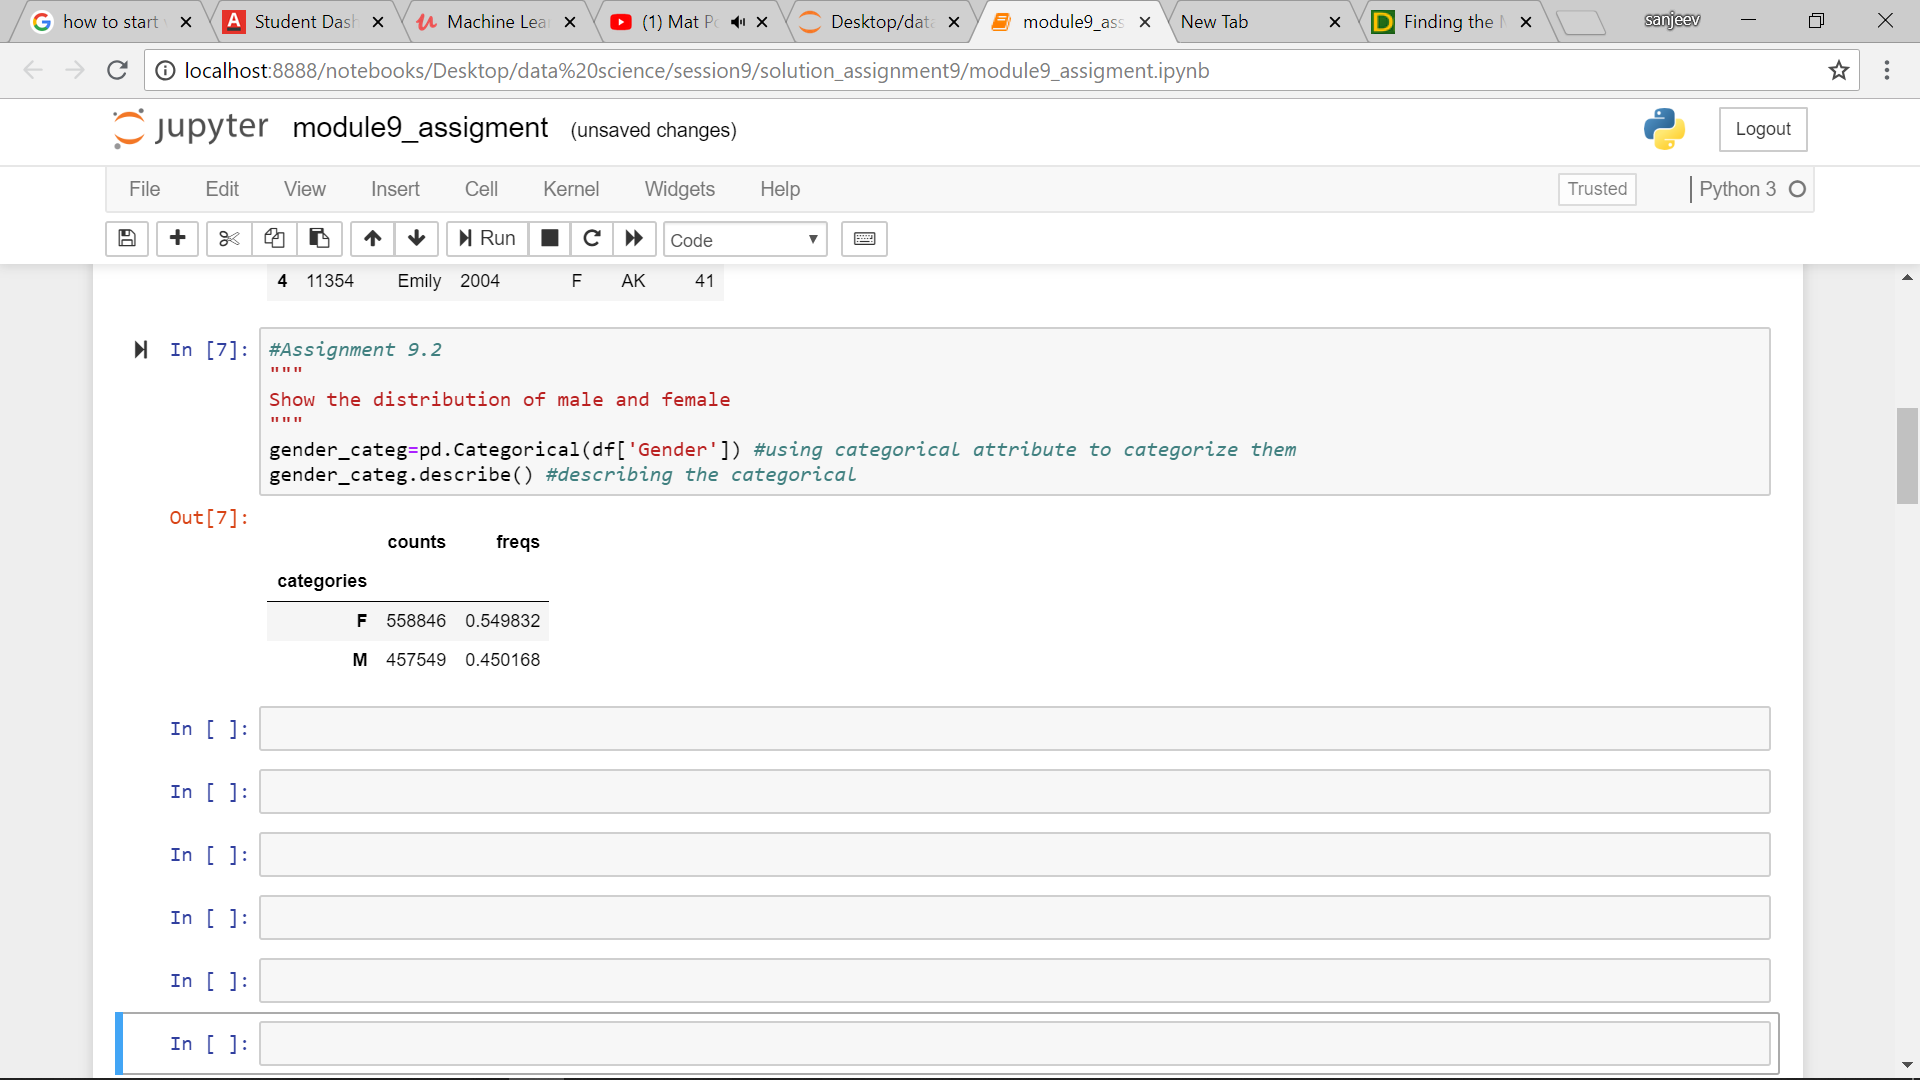 how to start
Student Dash
Machine Lea
(1) Mat P
Desktop/data
module9_ass
New Tab
Finding the
sanjeev
localhost:8888/notebooks/Desktop/data%20science/session9/solution_assignment9/module9_assigment.ipynb
jupyter module9_assigment (unsaved changes)
Logout
File Edit View Insert Cell Kernel Widgets Help
Trusted
Python 3
Run
Code
4 11354 Emily 2004 F AK 41
In [7]: #Assignment 9.2
"""
Show the distribution of male and female
"""
gender_categ=pd.Categorical(df['Gender']) #using categorical attribute to categorize them
gender_categ.describe() #describing the categorical
Out[7]:
counts freqs
categories
F 558846 0.549832
M 457549 0.450168
In [ ]:
In [ ]:
In [ ]:
In [ ]:
In [ ]:
In [ ]: